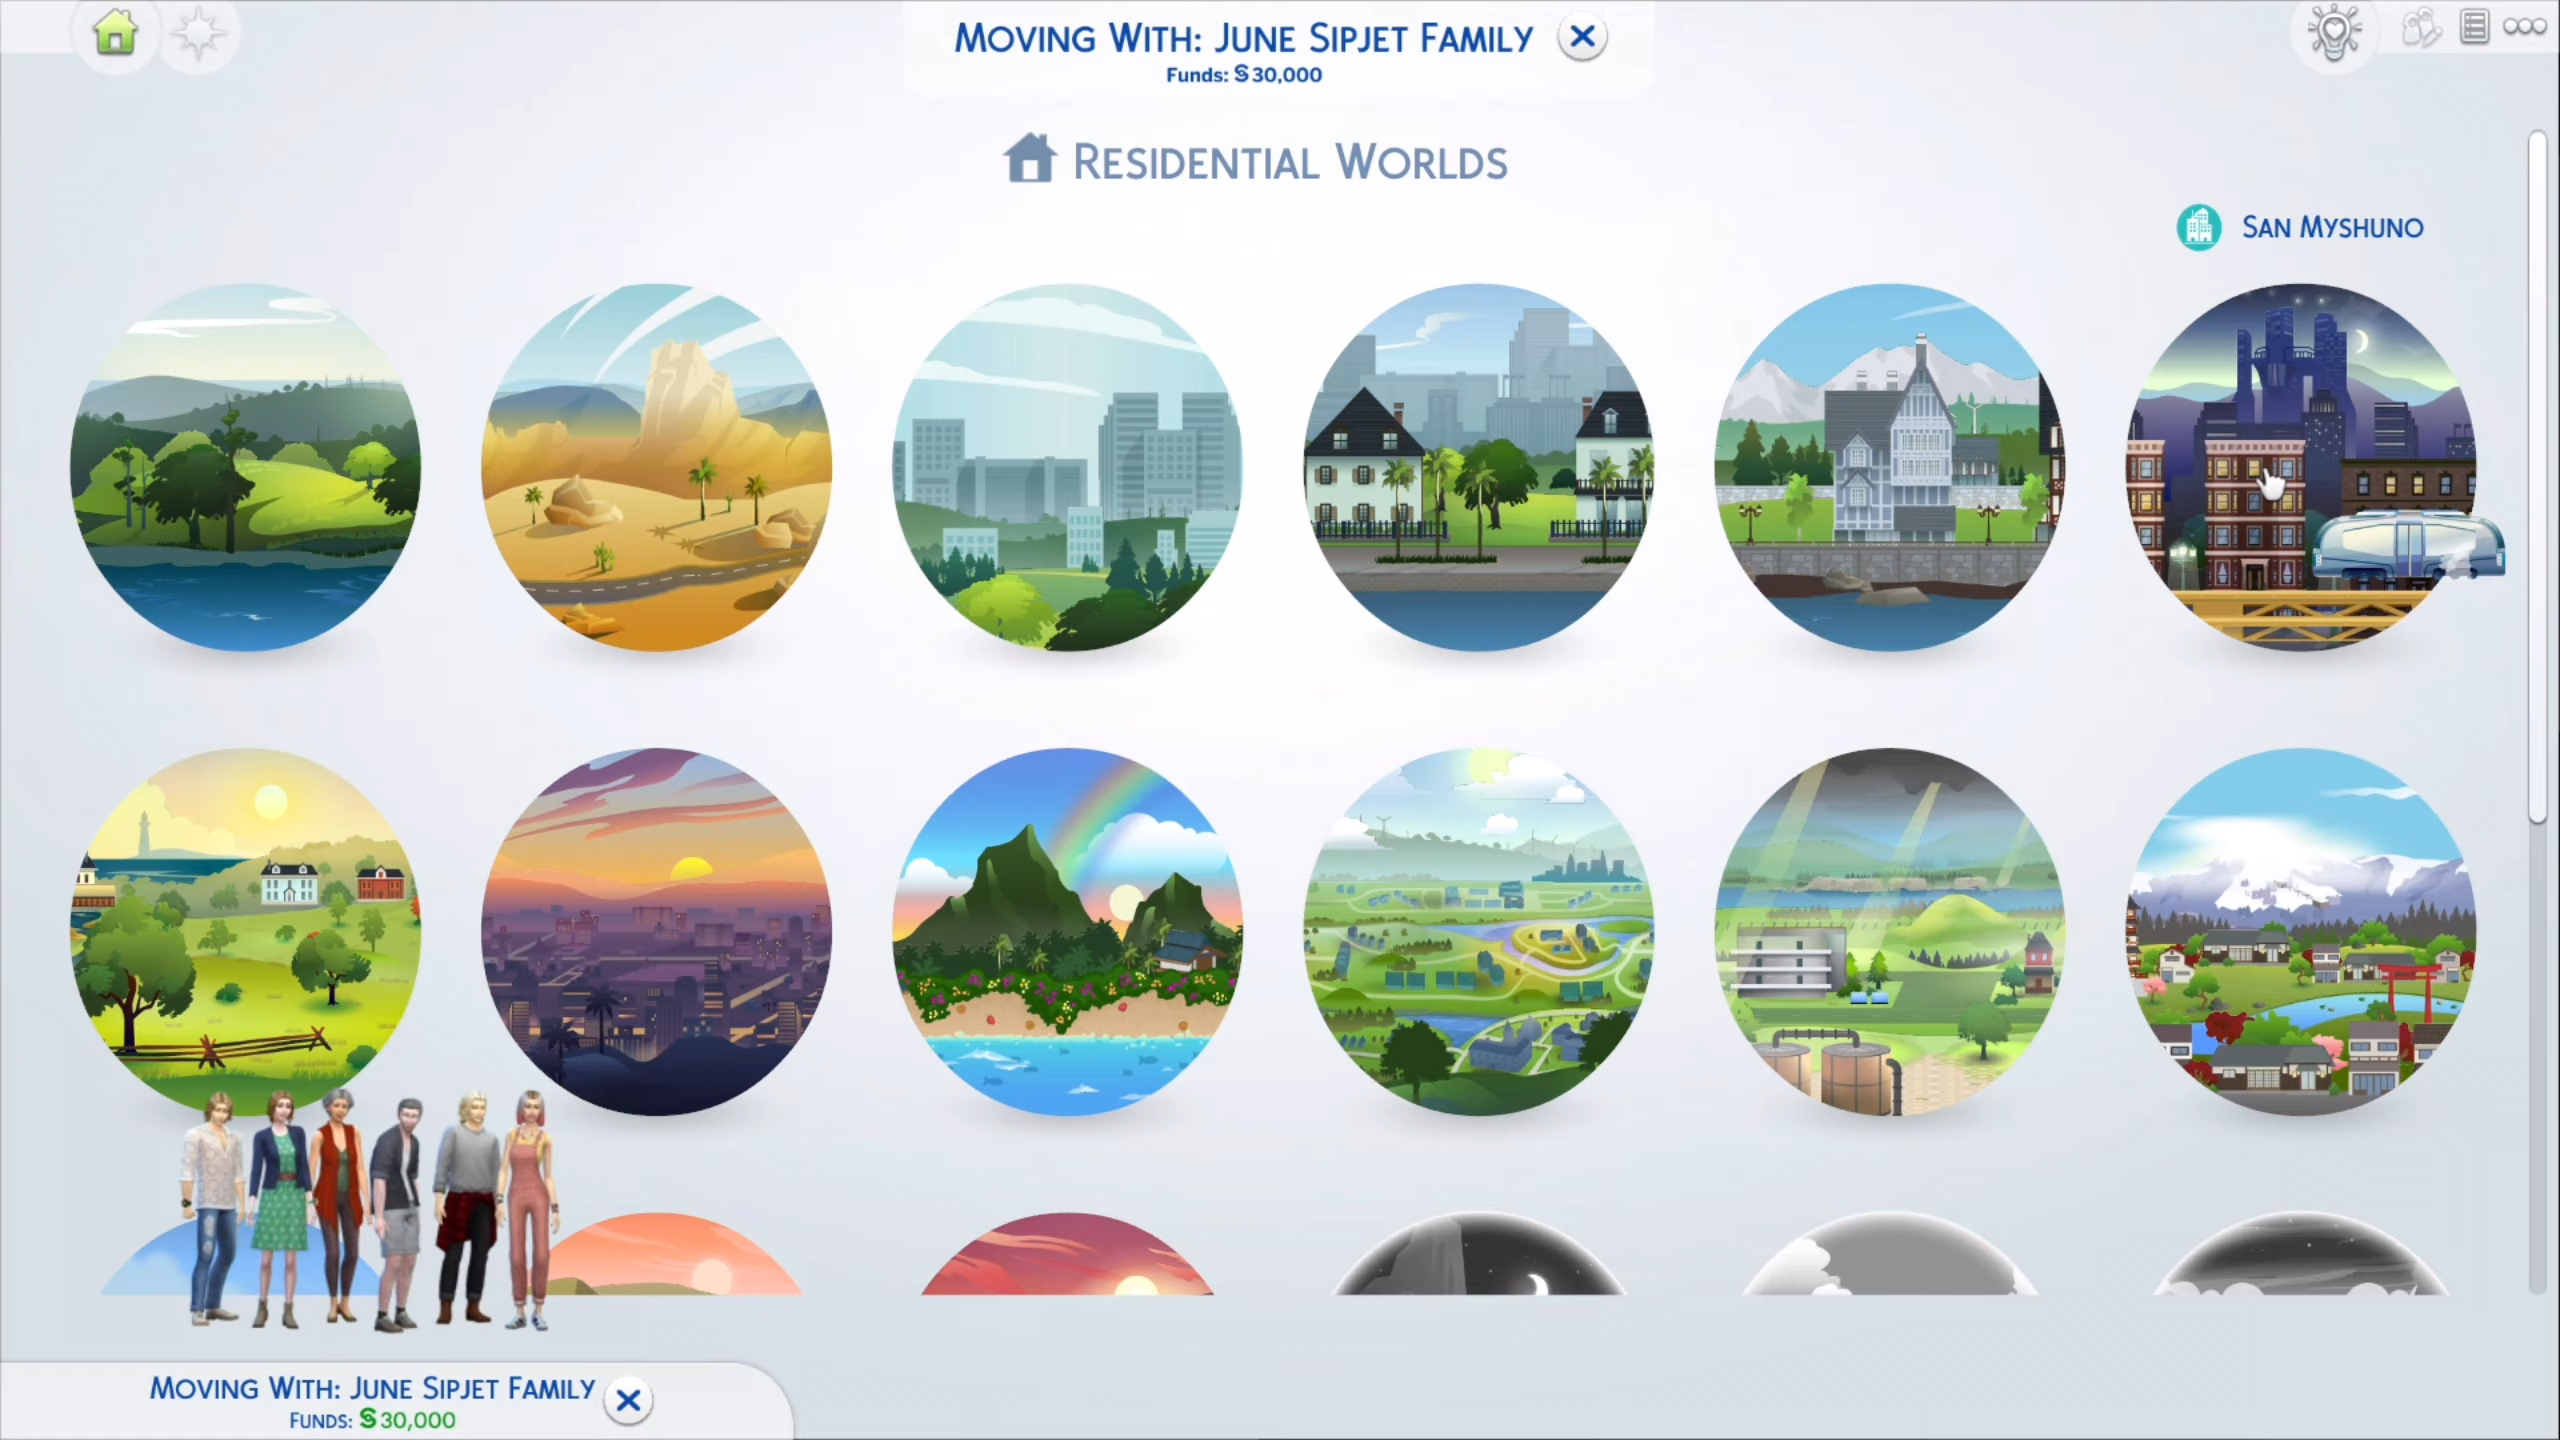 Moving With: June Sipjet Family
Funds: §30,000
Residential Worlds
San Myshuno
Moving With: June Sipjet Family
Funds: §30,000